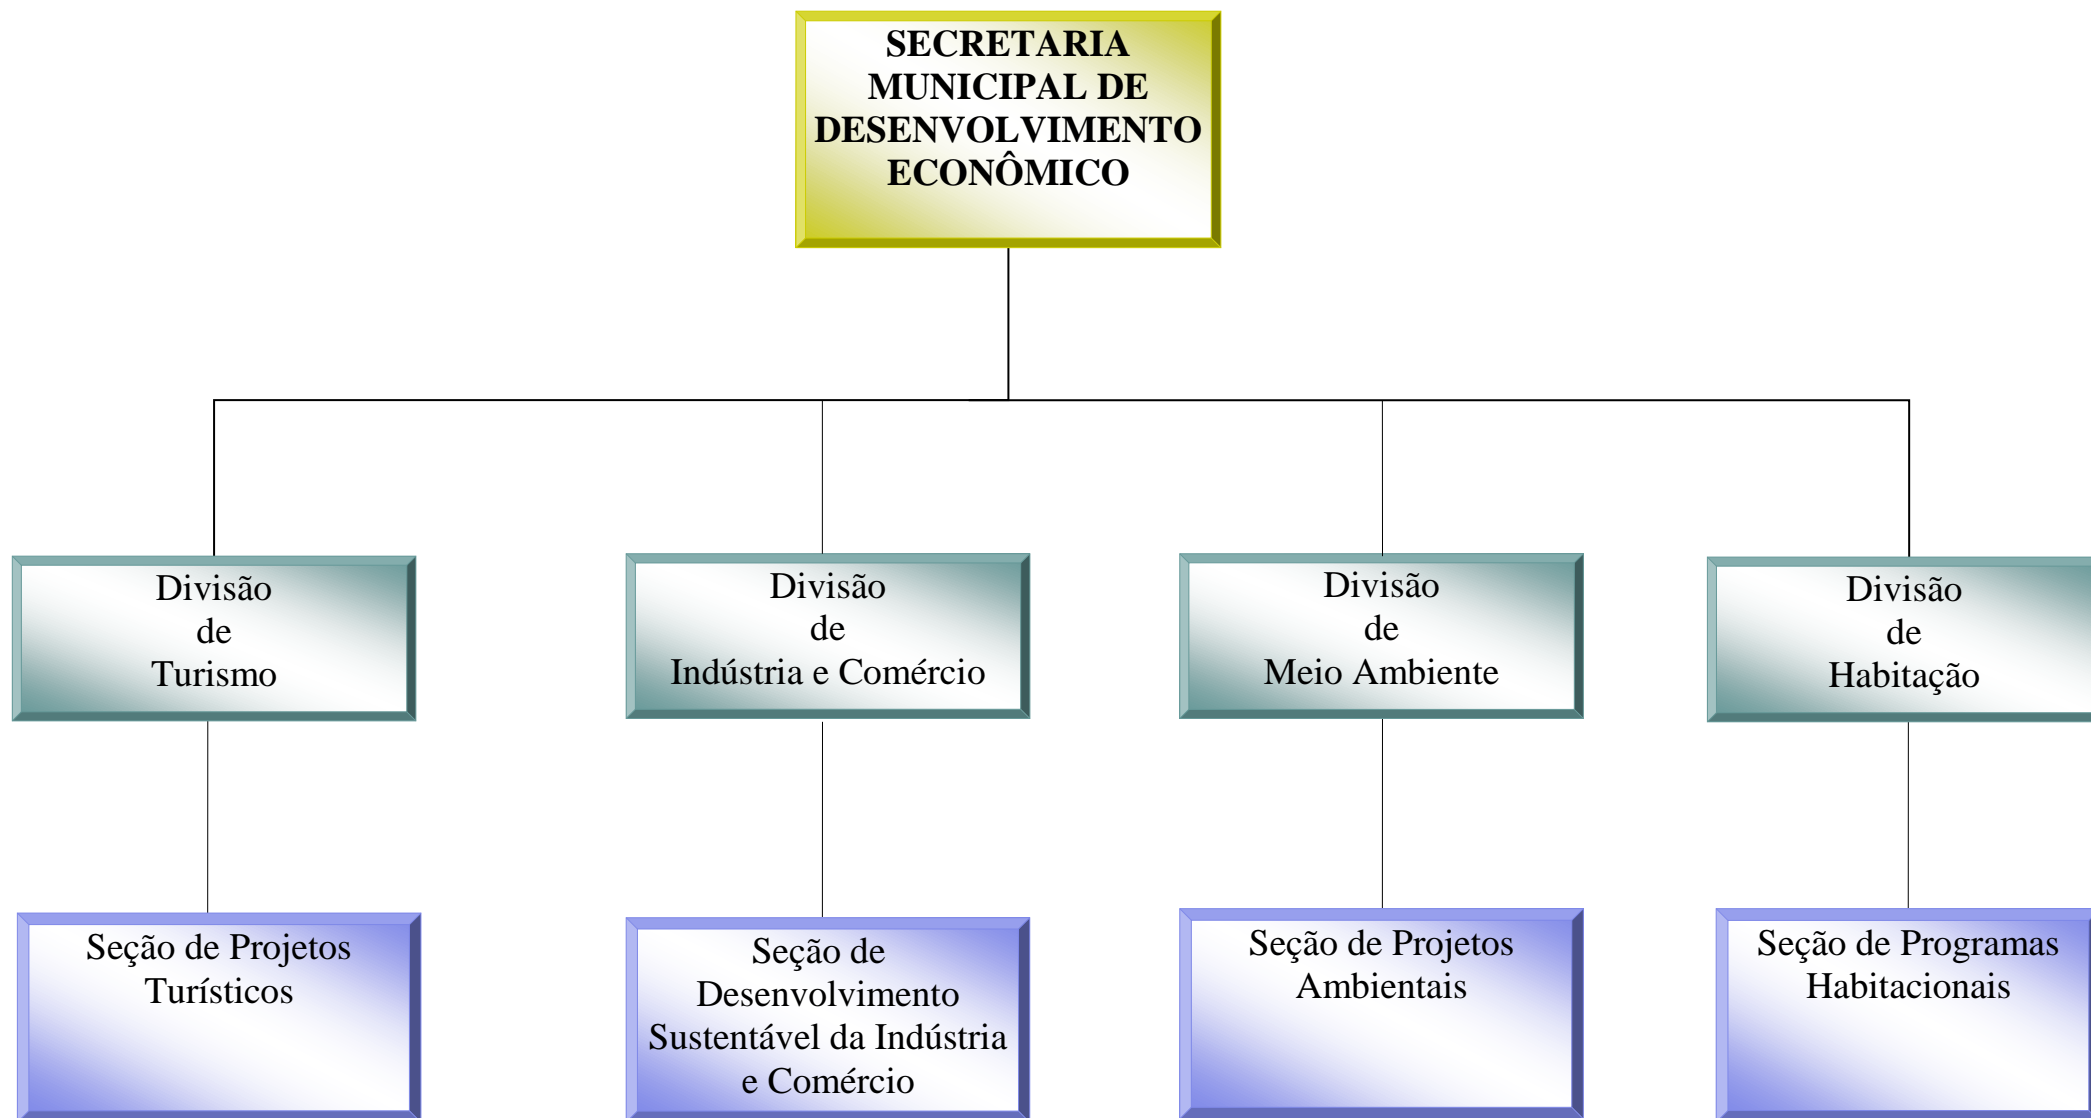 SECRETARIA
MUNICIPAL DE
DESENVOLVIMENTO
ECONÔMICO
Divisão
de
Turismo
Divisão
de
Indústria e Comércio
Divisão
de
Meio Ambiente
Divisão
de
Habitação
Seção de Projetos
Turísticos
Seção de
Desenvolvimento
Sustentável da Indústria
e Comércio
Seção de Projetos
Ambientais
Seção de Programas
Habitacionais